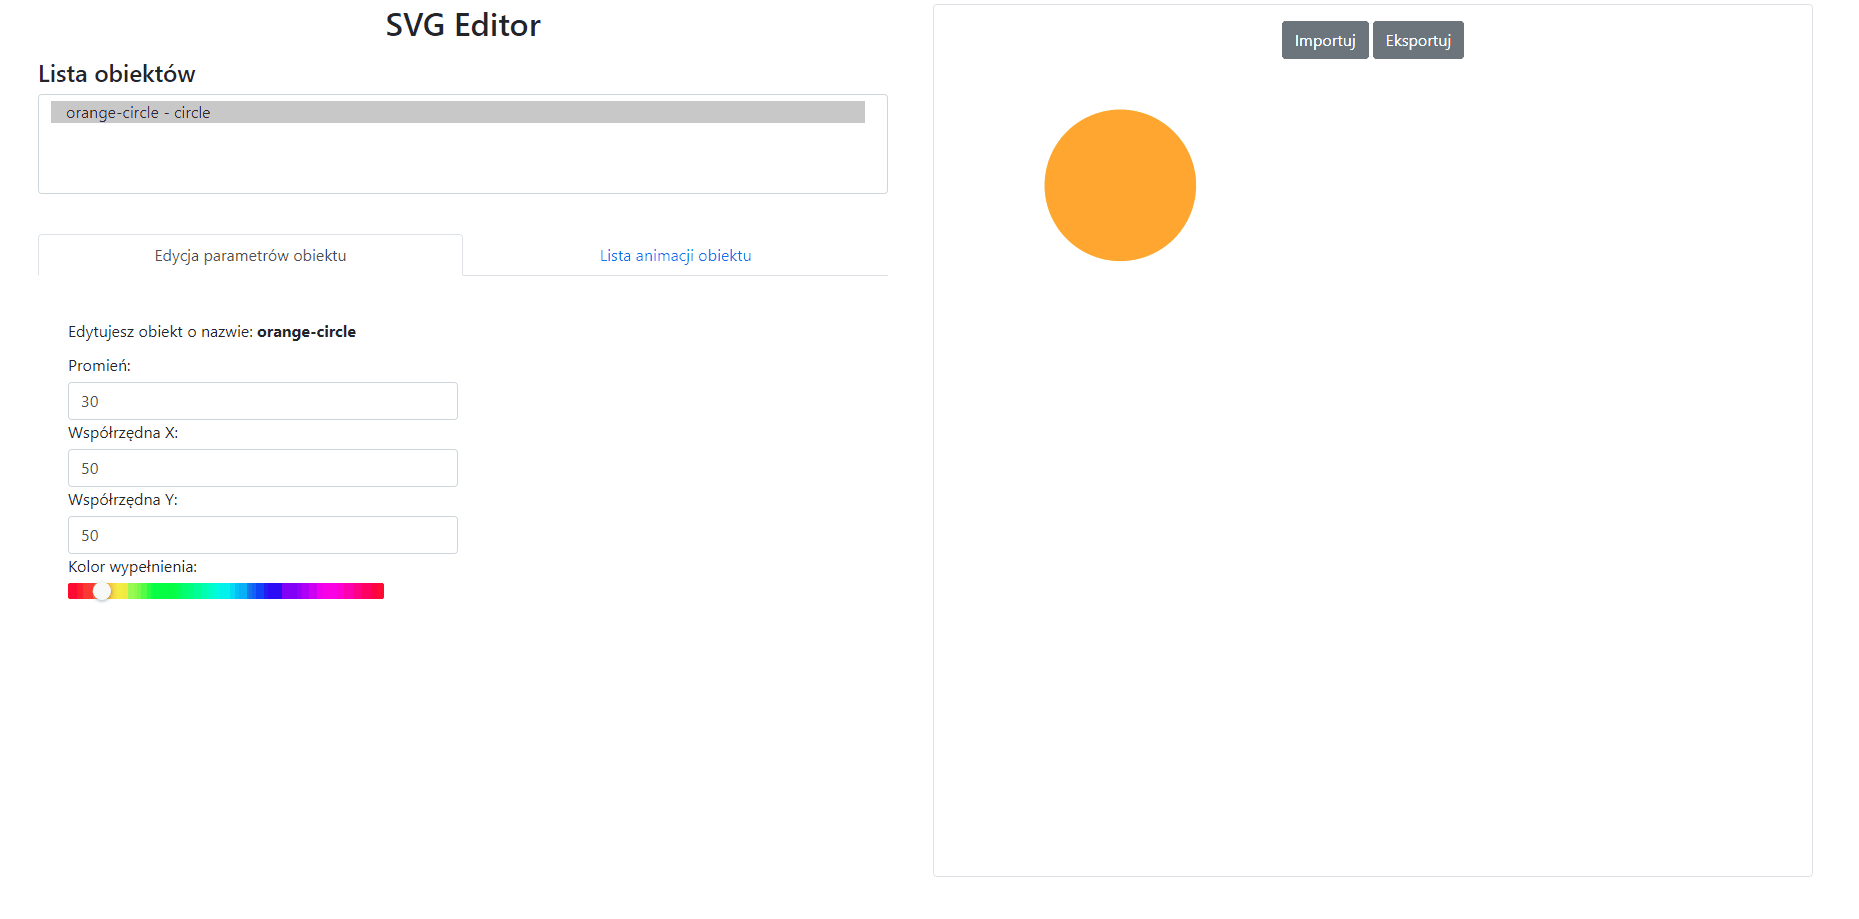 SVG Editor
Lista obiektów
orange-circle - circle
Edycja parametrów obiektu
Lista animacji obiektu
Edytujesz obiekt o nazwie: orange-circle
Promień:
30
Współrzędna X:
50
Współrzędna Y:
50
Kolor wypełnienia:
Importuj
Eksportuj